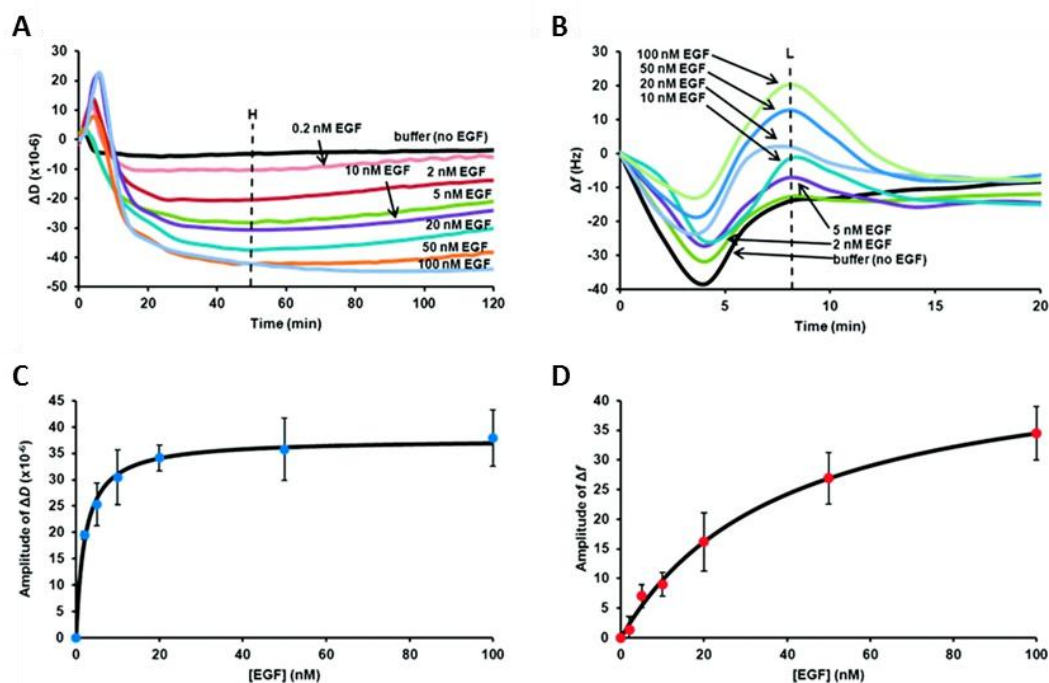 A
ΔD (x10-6)
30
20
10
0
-10
-20
-30
-40
-50
H
0.2 nM EGF
buffer (no EGF)
10 nM EGF
2 nM EGF
5 nM EGF
20 nM EGF
50 nM EGF
100 nM EGF
0 20 40 60 80 100 120
Time (min)
B
Δf (Hz)
30
20
10
0
-10
-20
-30
-40
L
100 nM EGF
50 nM EGF
20 nM EGF
10 nM EGF
5 nM EGF
2 nM EGF
buffer (no EGF)
0 5 10 15 20
Time (min)
C
Amplitude of ΔD (x10⁻⁶)
45
40
35
30
25
20
15
10
5
0
0 20 40 60 80 100
[EGF] (nM)
D
Amplitude of Δf
40
35
30
25
20
15
10
5
0
0 20 40 60 80 100
[EGF] (nM)